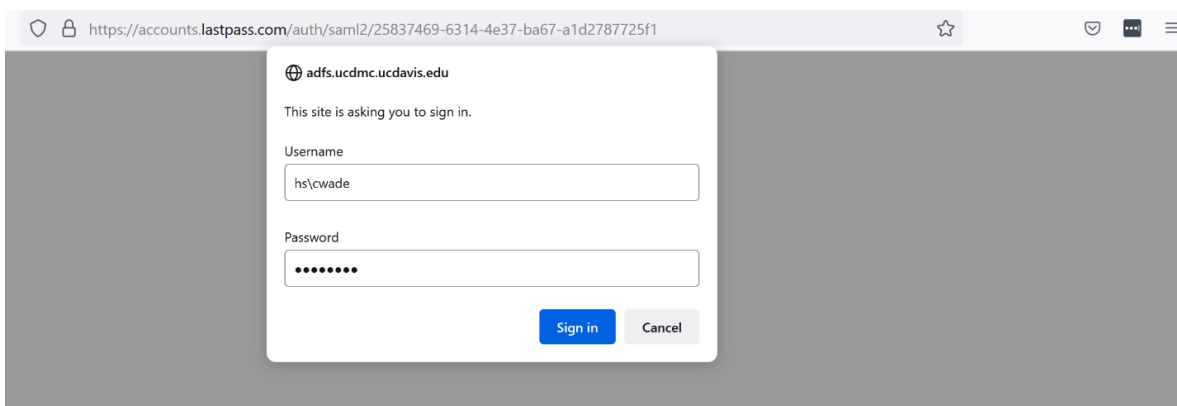 https://accounts.lastpass.com/auth/saml2/25837469-6314-4e37-ba67-a1d2787725f1
adfs.ucdmc.ucdavis.edu
This site is asking you to sign in.
Username
hs\cwade
Password
••••••••
Sign in Cancel